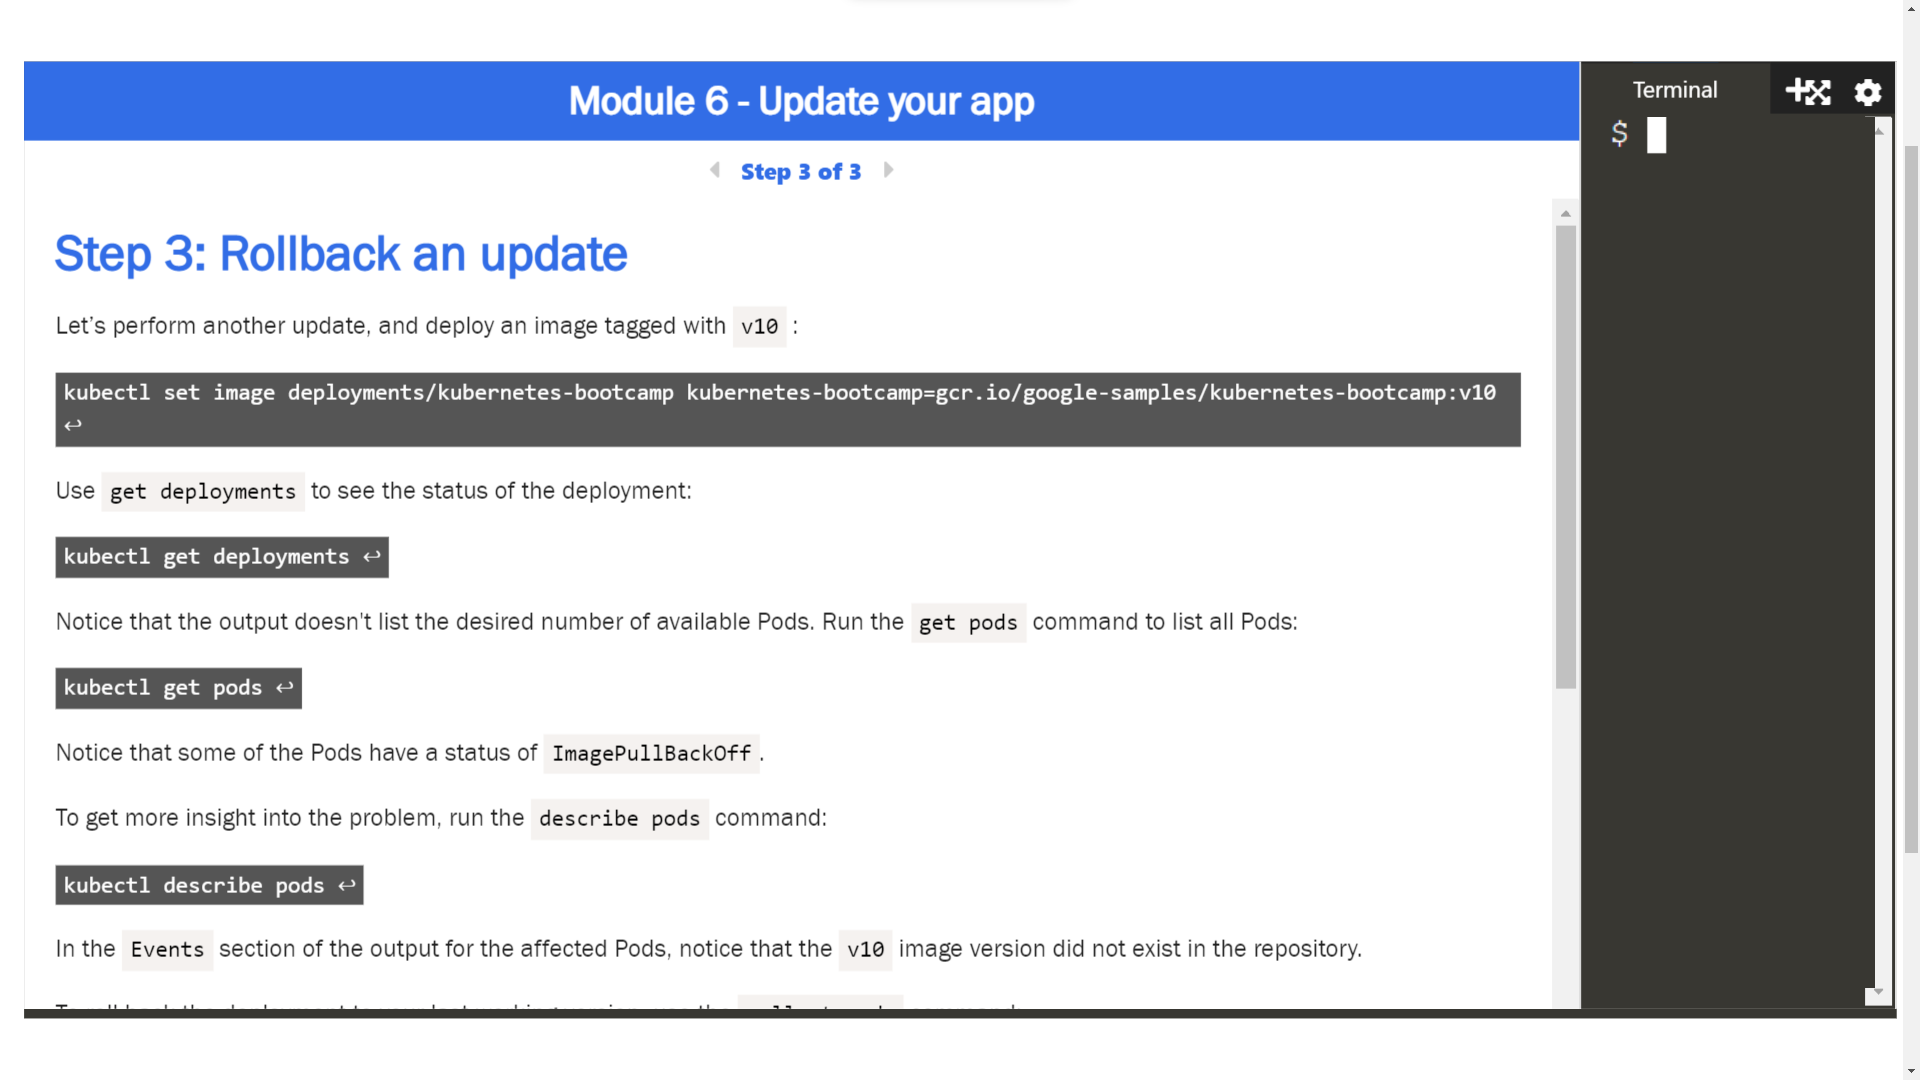 Module 6 - Update your app
Step 3 of 3
Step 3: Rollback an update
Let’s perform another update, and deploy an image tagged with v10 :
kubectl set image deployments/kubernetes-bootcamp kubernetes-bootcamp=gcr.io/google-samples/kubernetes-bootcamp:v10
↩
Use get deployments to see the status of the deployment:
kubectl get deployments ↩
Notice that the output doesn't list the desired number of available Pods. Run the get pods command to list all Pods:
kubectl get pods ↩
Notice that some of the Pods have a status of ImagePullBackOff.
To get more insight into the problem, run the describe pods command:
kubectl describe pods ↩
In the Events section of the output for the affected Pods, notice that the v10 image version did not exist in the repository.
Terminal
$